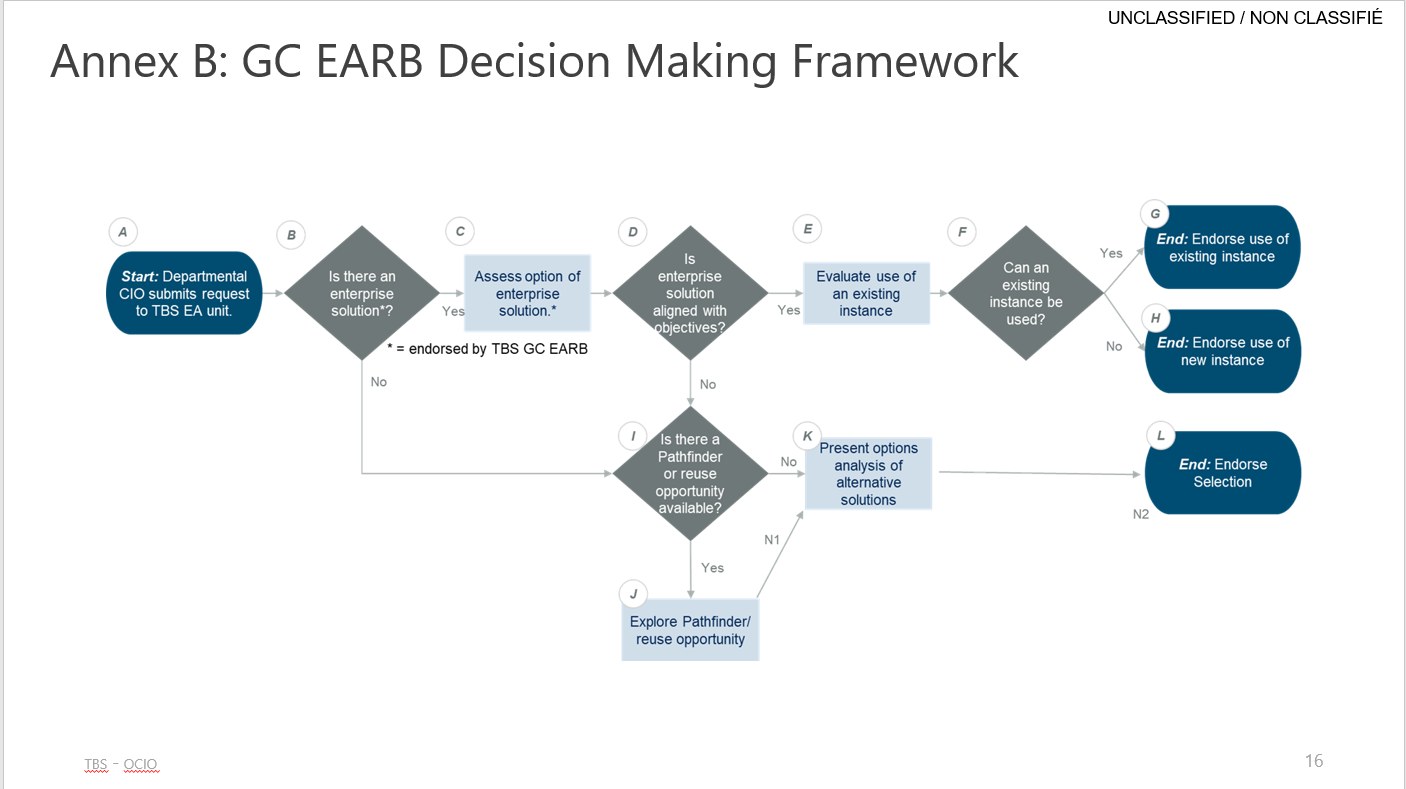 UNCLASSIFIED / NON CLASSIFIÉ
Annex B: GC EARB Decision Making Framework
A
Start: Departmental
CIO submits request
to TBS EA unit.
B
Is there an
enterprise
solution*?
Yes
No
C
Assess option of
enterprise
solution.*
* = endorsed by TBS GC EARB
D
Is
enterprise
solution
aligned with
objectives?
Yes
No
E
Evaluate use of
an existing
instance
F
Can an
existing
instance be
used?
Yes
No
G
End: Endorse use of
existing instance
H
End: Endorse use of
new instance
I
Is there a
Pathfinder
or reuse
opportunity
available?
No
Yes
J
Explore Pathfinder/
reuse opportunity
N1
K
Present options
analysis of
alternative
solutions
L
End: Endorse
Selection
N2
TBS - OCIO
16